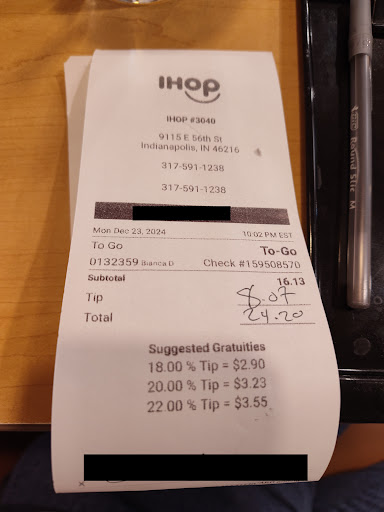 IHOP
IHOP #3040
9115 E 56th St
Indianapolis, IN 46216
317-591-1238
317-591-1238
Mon Dec 23, 2024 10:02 PM EST
To Go To-Go
0132359 Bianca D Check #159508570
Subtotal 16.13
Tip 8.07
Total 24.20
Suggested Gratuities
18.00 % Tip = $2.90
20.00 % Tip = $3.23
22.00 % Tip = $3.55
Round Stic M